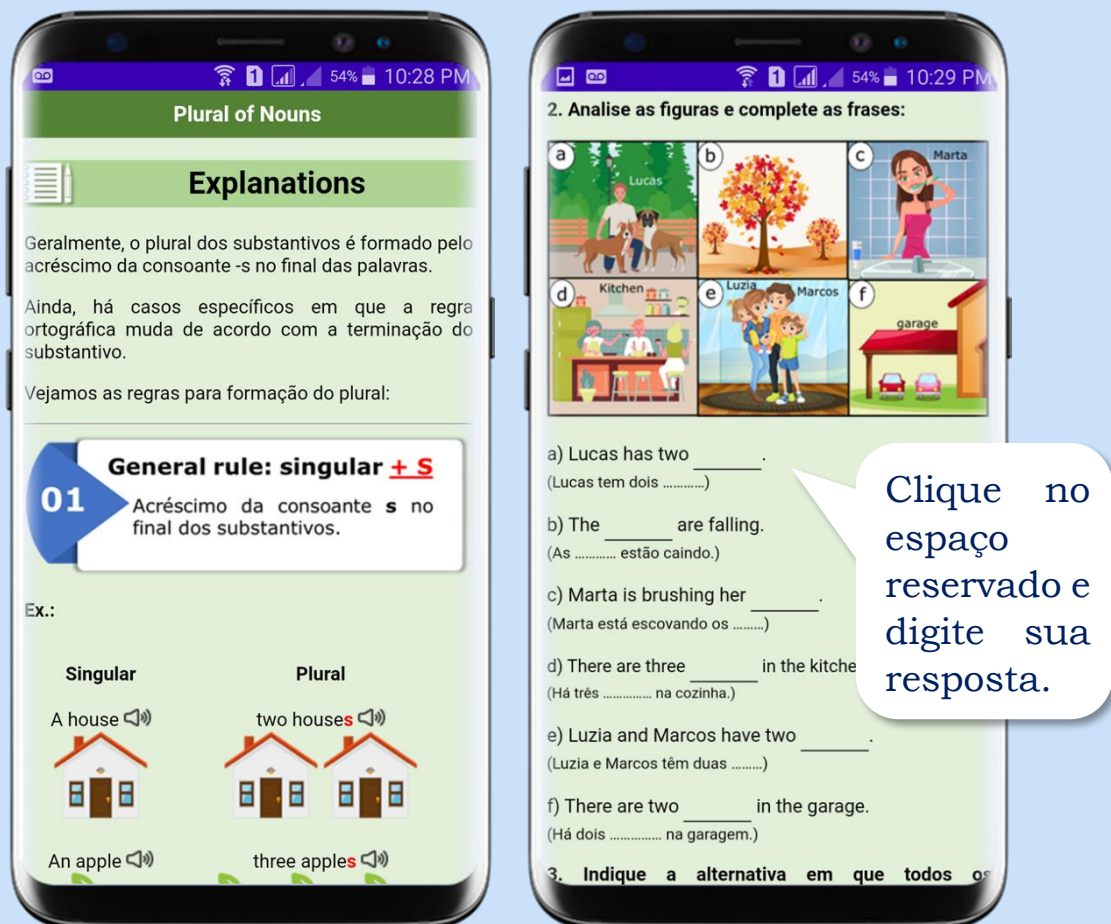 54% 10:28 PM
Plural of Nouns
Explanations
Geralmente, o plural dos substantivos é formado pelo
acréscimo da consoante -s no final das palavras.
Ainda, há casos específicos em que a regra
ortográfica muda de acordo com a terminação do
substantivo.
Vejamos as regras para formação do plural:
01
General rule: singular + S
Acréscimo da consoante s no
final dos substantivos.
Ex.:
Singular Plural
A house two houses
An apple three apples
1 54% 10:29 PM
2. Analise as figuras e complete as frases:
a Lucas
b
c Marta
d Kitchen
e Luzia Marcos
f garage
a) Lucas has two ________.
(Lucas tem dois ............)
b) The ________ are falling.
(As ............ estão caindo.)
c) Marta is brushing her ________.
(Marta está escovando os .........)
d) There are three ________ in the kitche
(Há três .............. na cozinha.)
e) Luzia and Marcos have two ________.
(Luzia e Marcos têm duas .........)
f) There are two ________ in the garage.
(Há dois ............... na garagem.)
3. Indique a alternativa em que todos os
Clique no
espaço
reservado e
digite sua
resposta.